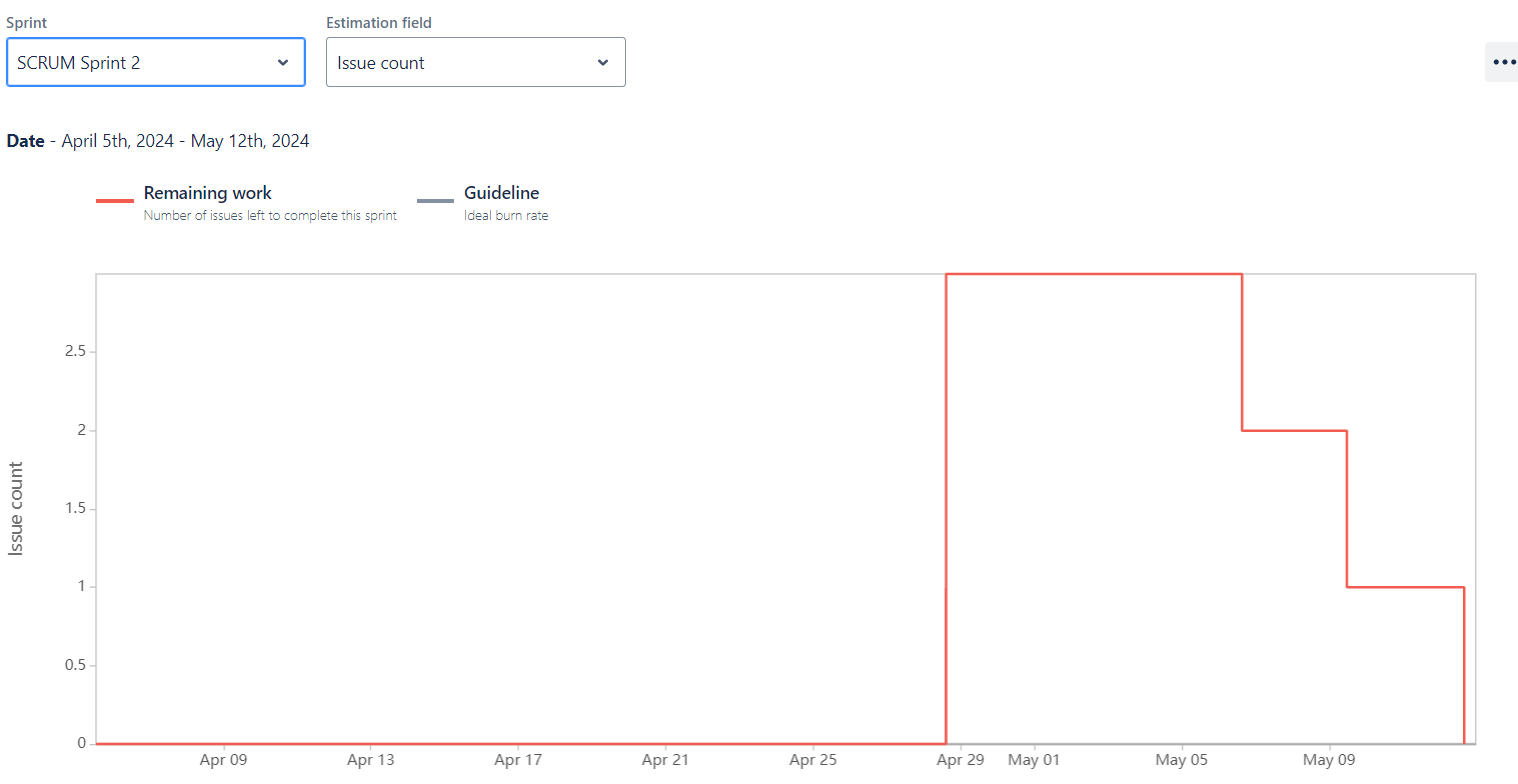 Sprint
Estimation field
SCRUM Sprint 2
Issue count
Date - April 5th, 2024 - May 12th, 2024
Remaining work
Number of issues left to complete this sprint
Guideline
Ideal burn rate
Issue count
2.5
2
1.5
1
0.5
0
Apr 09 Apr 13 Apr 17 Apr 21 Apr 25 Apr 29 May 01 May 05 May 09